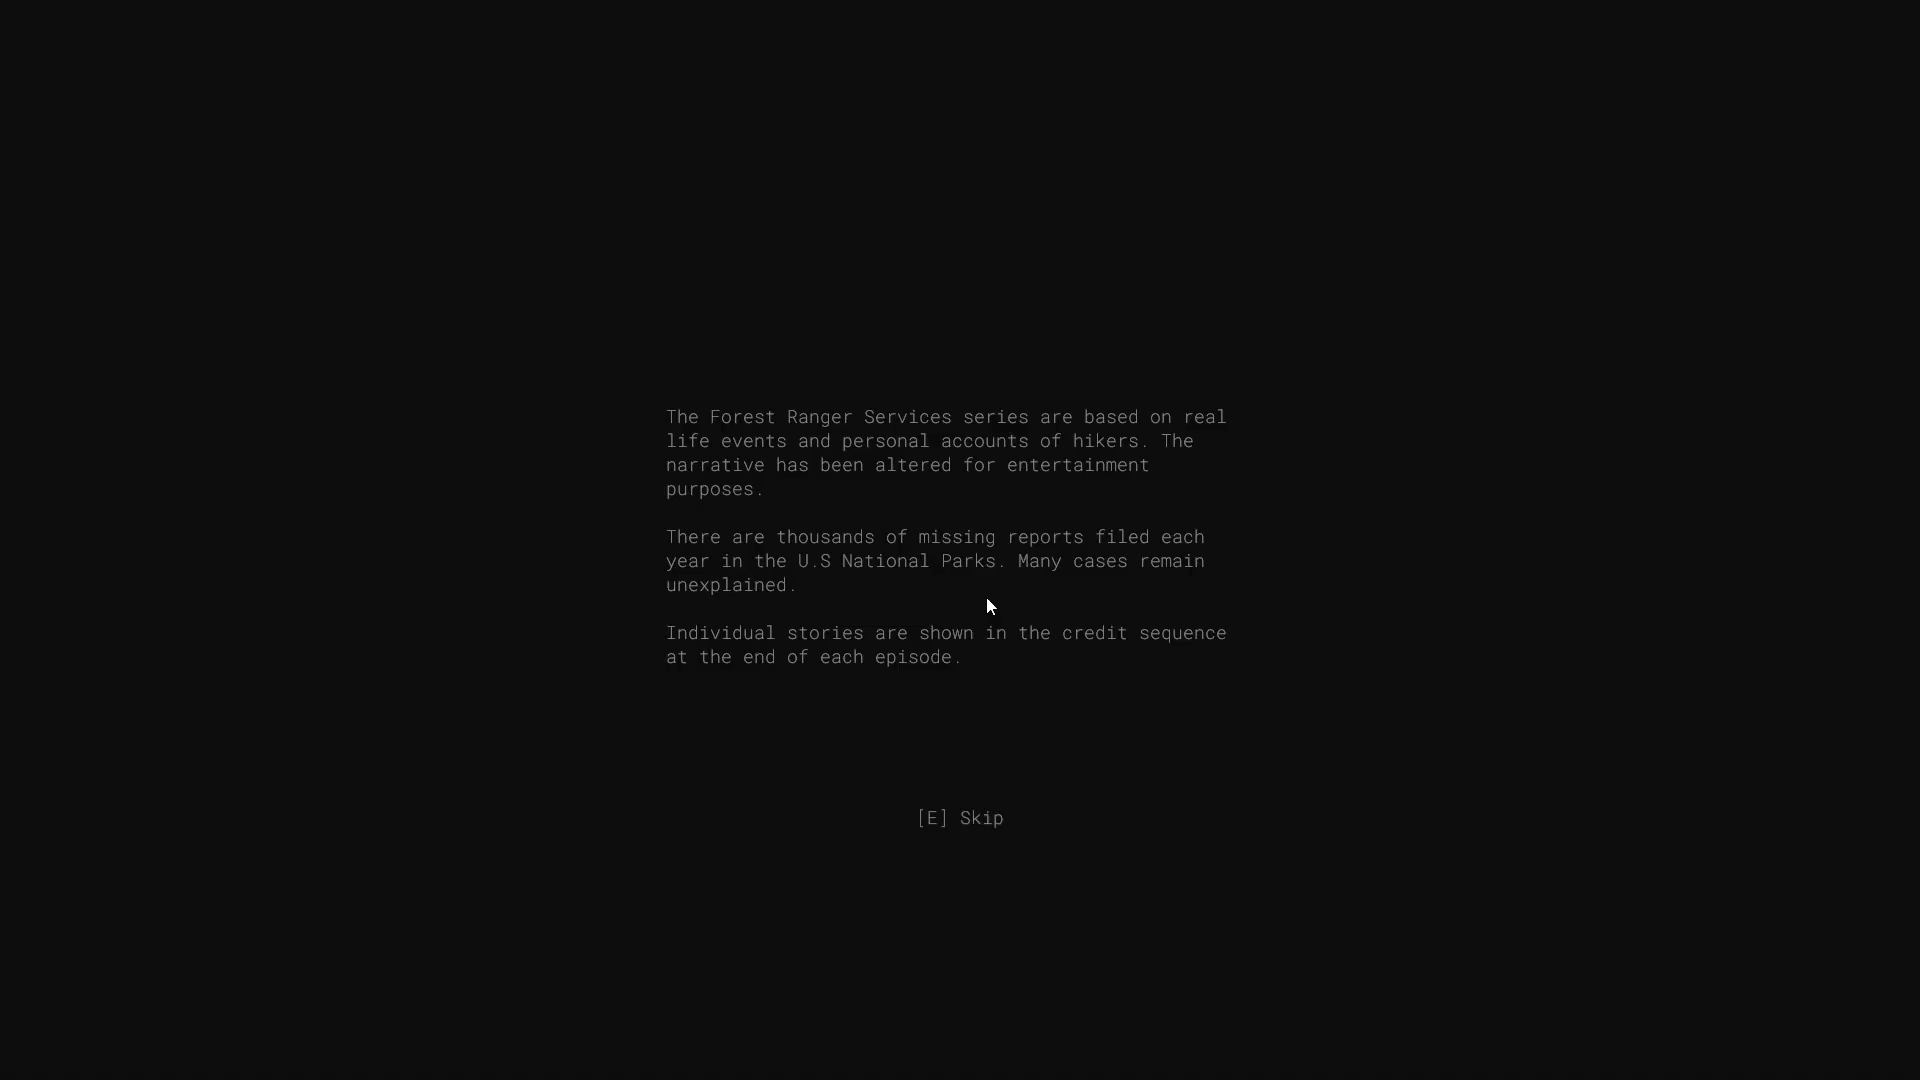 The Forest Ranger Services series are based on real
life events and personal accounts of hikers. The
narrative has been altered for entertainment
purposes.
There are thousands of missing reports filed each
year in the U.S National Parks. Many cases remain
unexplained.
Individual stories are shown in the credit sequence
at the end of each episode.
[E] Skip